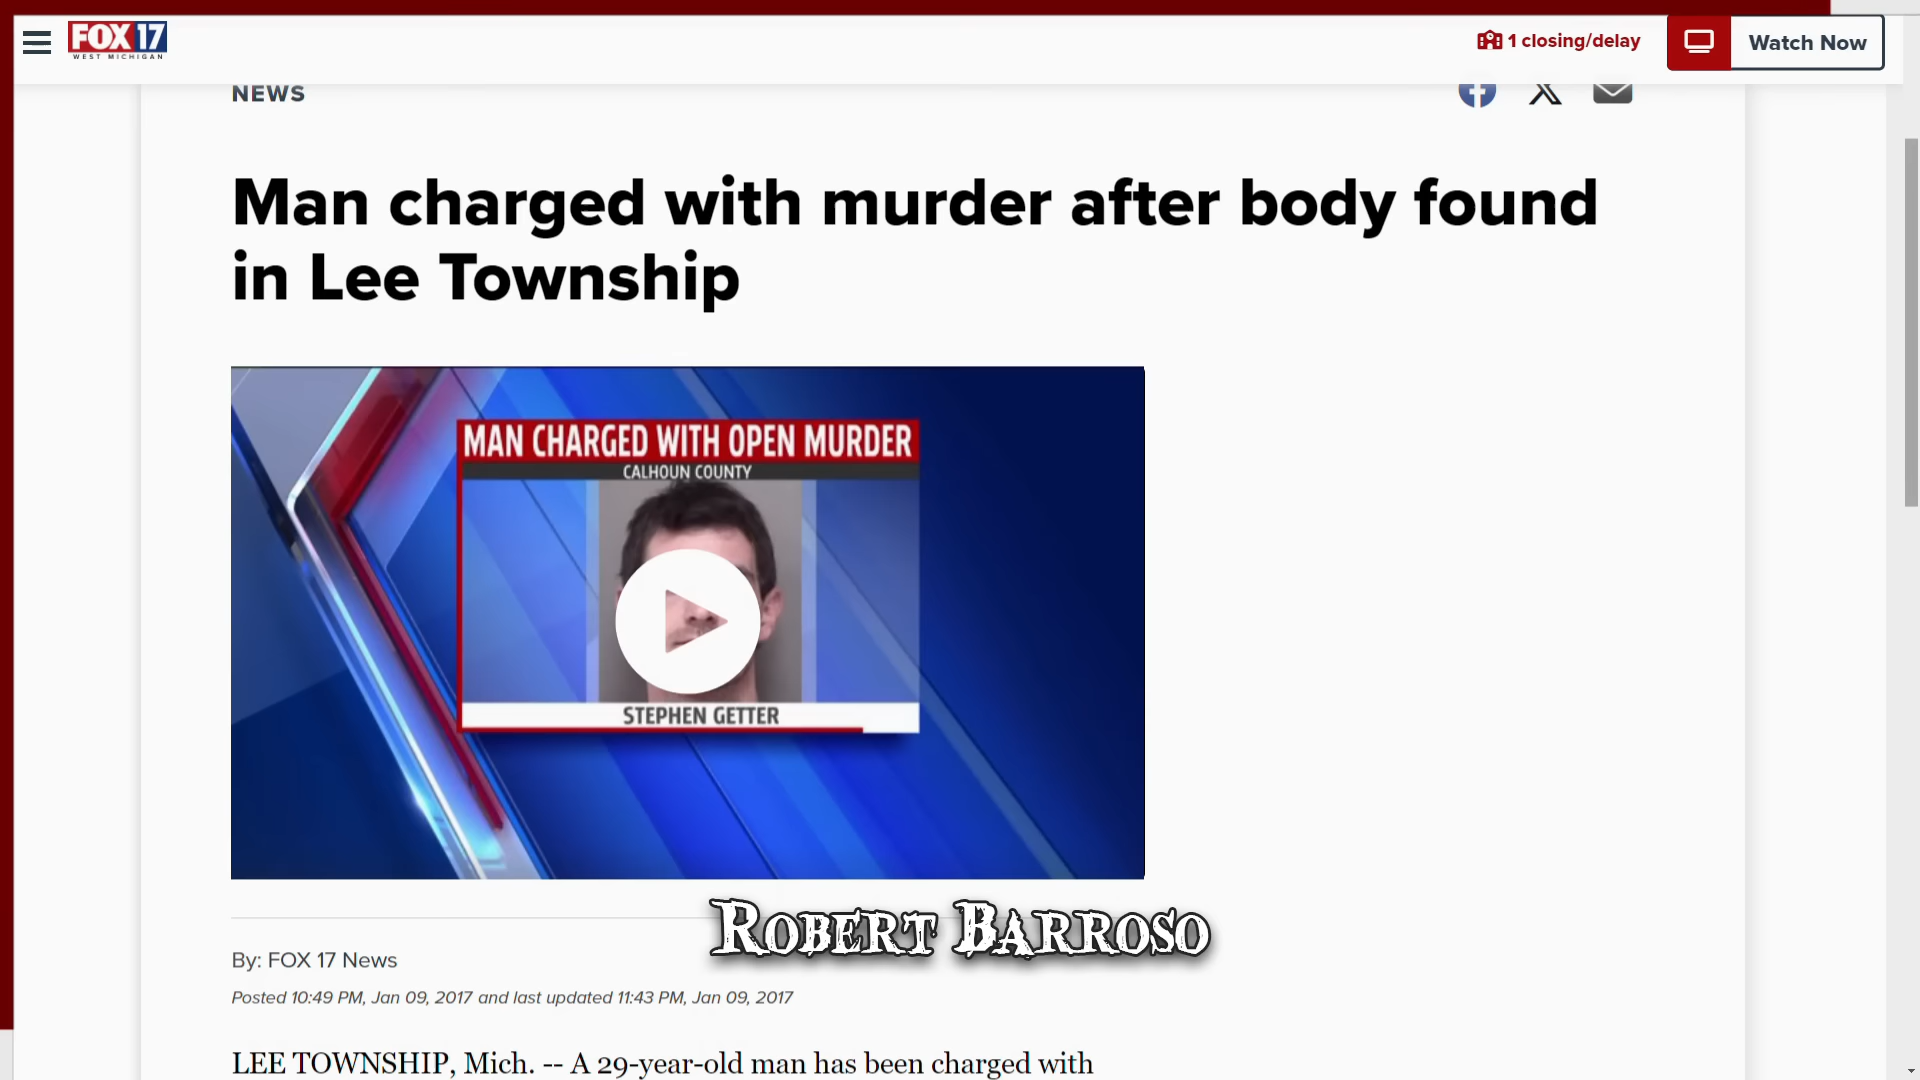 FOX 17
WEST MICHIGAN
1 closing/delay
Watch Now
NEWS
Man charged with murder after body found
in Lee Township
MAN CHARGED WITH OPEN MURDER
CALHOUN COUNTY
STEPHEN GETTER
ROBERT BARROSO
By: FOX 17 News
Posted 10:49 PM, Jan 09, 2017 and last updated 11:43 PM, Jan 09, 2017
LEE TOWNSHIP, Mich. -- A 29-year-old man has been charged with